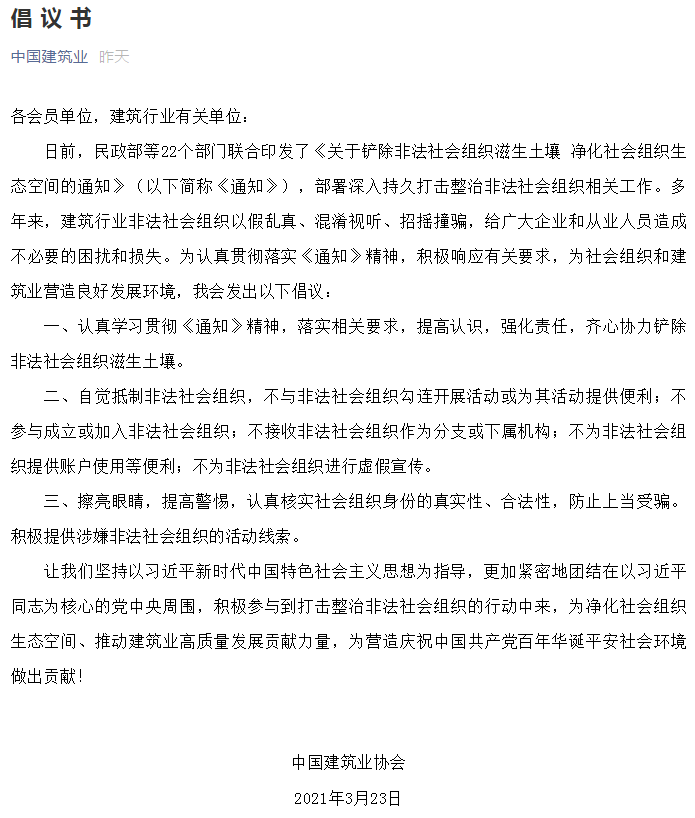 倡议书
中国建筑业 昨天
各会员单位，建筑行业有关单位：
日前，民政部等22个部门联合印发了《关于铲除非法社会组织滋生土壤 净化社会组织生
态空间的通知》（以下简称《通知》），部署深入持久打击整治非法社会组织相关工作。多
年来，建筑行业非法社会组织以假乱真、混淆视听、招摇撞骗，给广大企业和从业人员造成
不必要的困扰和损失。为认真贯彻落实《通知》精神，积极响应有关要求，为社会组织和建
筑业营造良好发展环境，我会发出以下倡议：
一、认真学习贯彻《通知》精神，落实相关要求，提高认识，强化责任，齐心协力铲除
非法社会组织滋生土壤。
二、自觉抵制非法社会组织，不与非法社会组织勾连开展活动或为其活动提供便利；不
参与成立或加入非法社会组织；不接收非法社会组织作为分支或下属机构；不为非法社会组
织提供账户使用等便利；不为非法社会组织进行虚假宣传。
三、擦亮眼睛，提高警惕，认真核实社会组织身份的真实性、合法性，防止上当受骗。
积极提供涉嫌非法社会组织的活动线索。
让我们坚持以习近平新时代中国特色社会主义思想为指导，更加紧密地团结在以习近平
同志为核心的党中央周围，积极参与到打击整治非法社会组织的行动中来，为净化社会组织
生态空间、推动建筑业高质量发展贡献力量，为营造庆祝中国共产党百年华诞平安社会环境
做出贡献！
中国建筑业协会
2021年3月23日